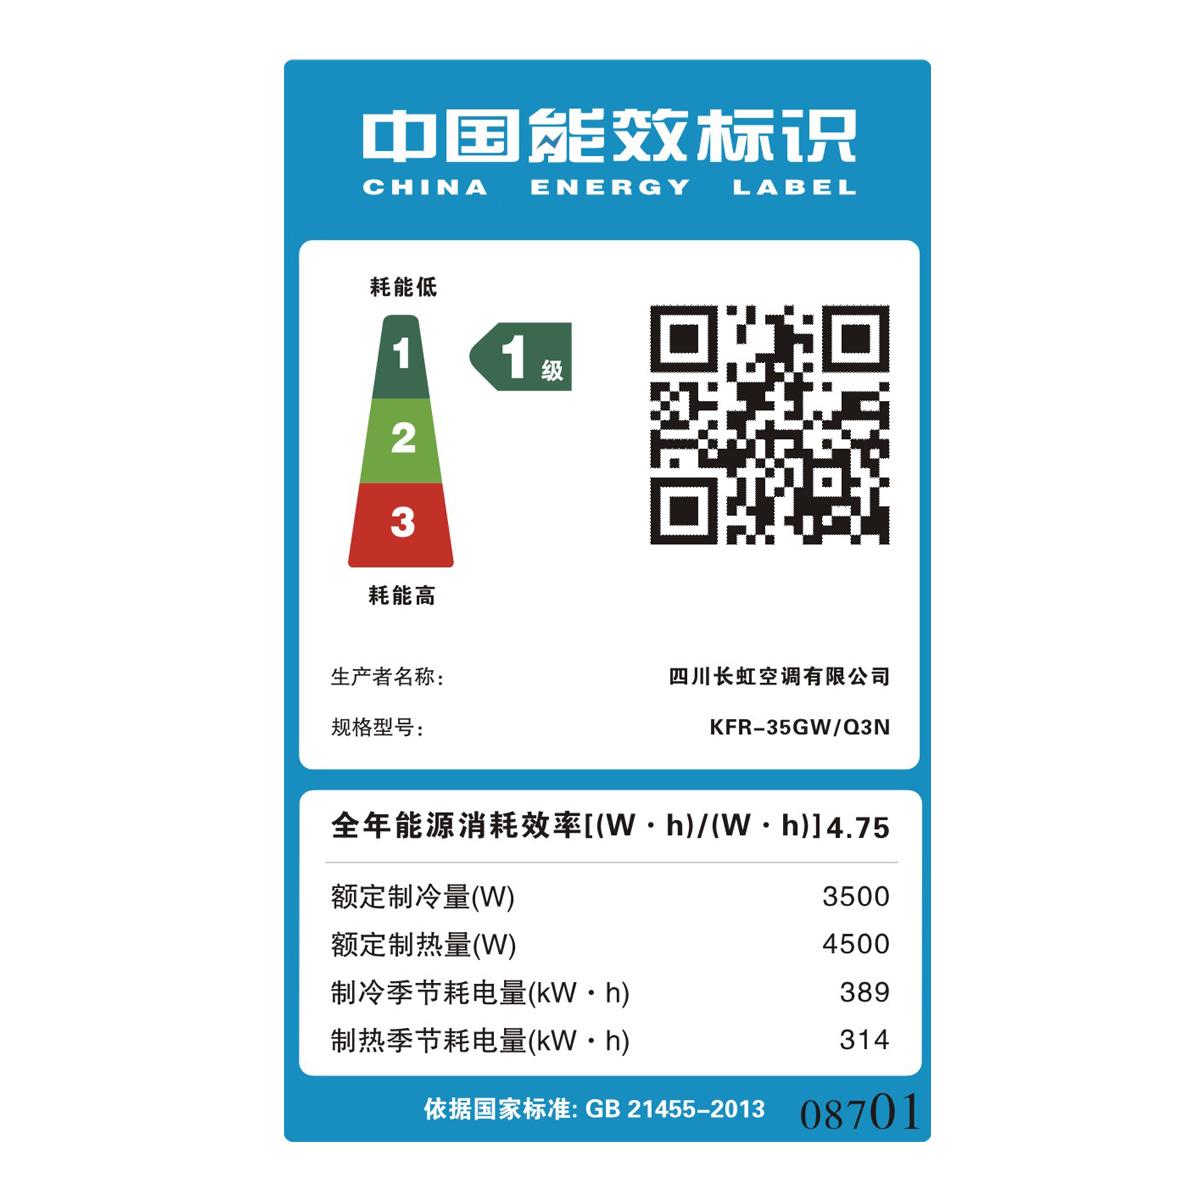 中国能效标识
CHINA ENERGY LABEL
耗能低
1
1级
2
3
耗能高
生产者名称: 四川长虹空调有限公司
规格型号: KFR-35GW/Q3N
全年能源消耗效率[(W·h)/(W·h)] 4.75
额定制冷量(W) 3500
额定制热量(W) 4500
制冷季节耗电量(kW·h) 389
制热季节耗电量(kW·h) 314
依据国家标准: GB 21455-2013 08701